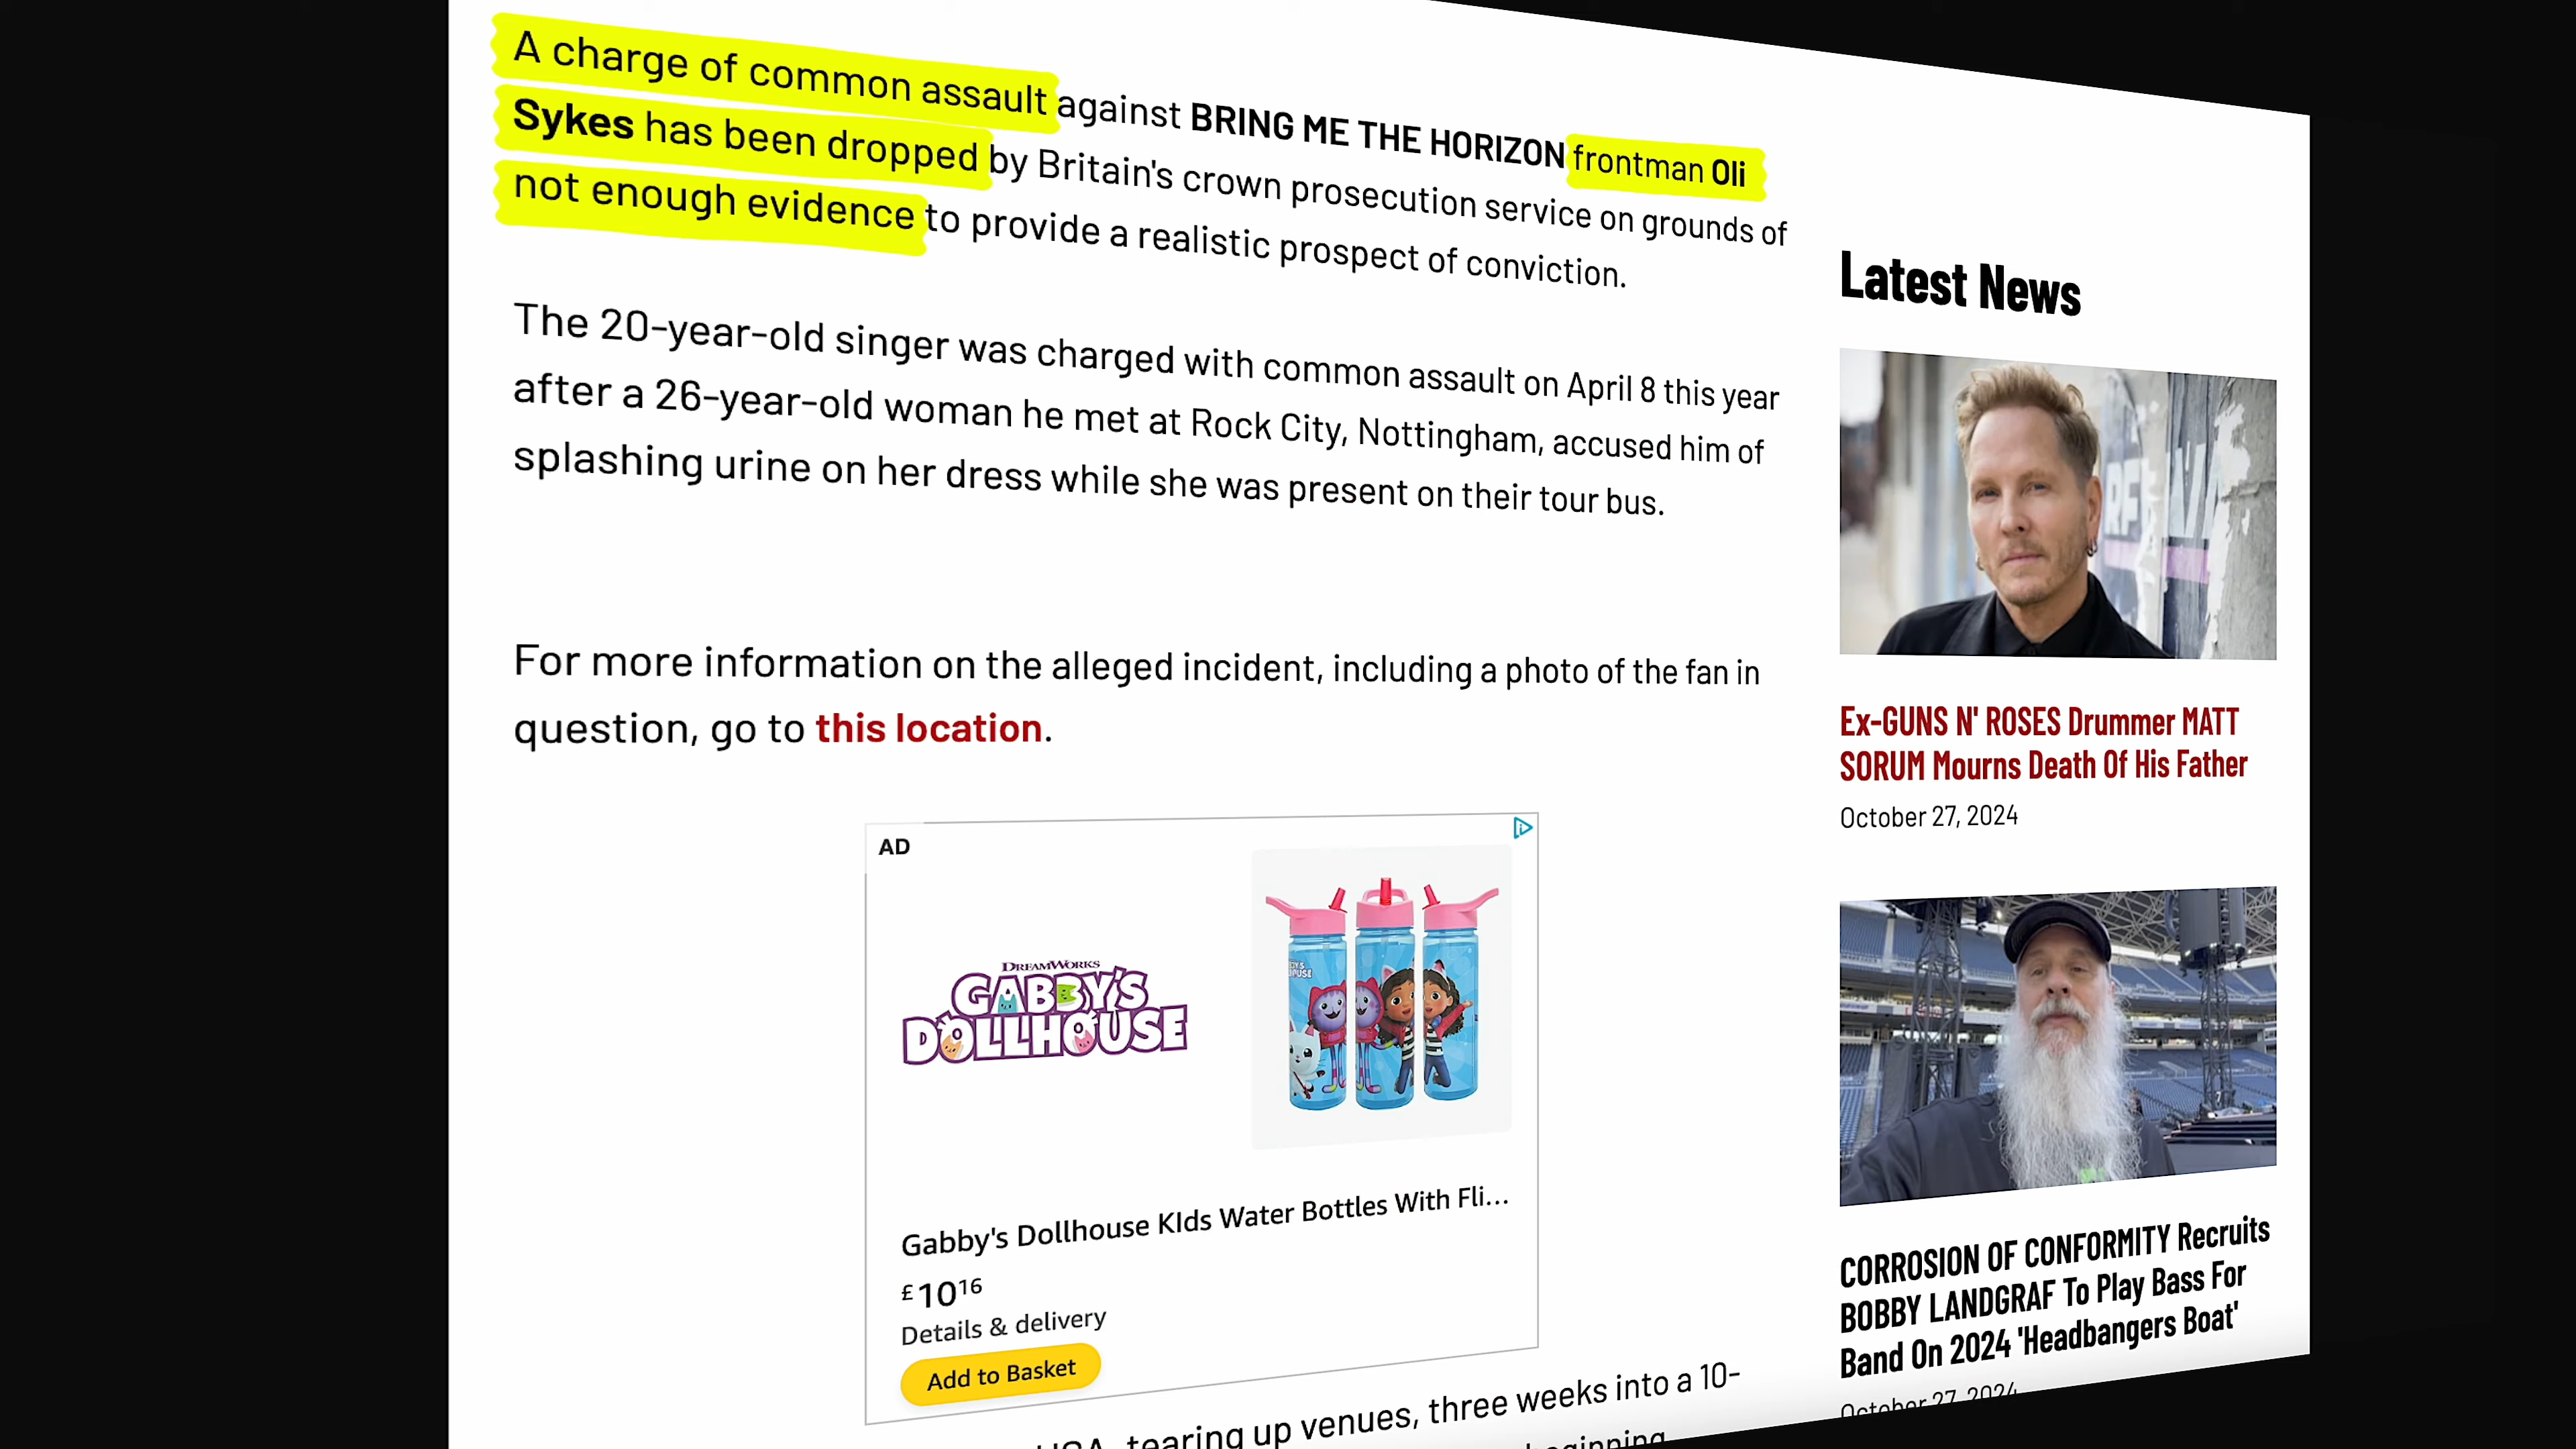 A charge of common assault against BRING ME THE HORIZON frontman Oli
Sykes has been dropped by Britain's crown prosecution service on grounds of
not enough evidence to provide a realistic prospect of conviction.
The 20-year-old singer was charged with common assault on April 8 this year
after a 26-year-old woman he met at Rock City, Nottingham, accused him of
splashing urine on her dress while she was present on their tour bus.
For more information on the alleged incident, including a photo of the fan in
question, go to this location.
AD
DREAMWORKS
GABBY'S
DOLLHOUSE
Gabby's Dollhouse KIds Water Bottles With Fli...
£1016
Details & delivery
Add to Basket
USA, tearing up venues, three weeks into a 10-
beginning
Latest News
Ex-GUNS N' ROSES Drummer MATT
SORUM Mourns Death Of His Father
October 27, 2024
CORROSION OF CONFORMITY Recruits
BOBBY LANDGRAF To Play Bass For
Band On 2024 'Headbangers Boat'
October 27, 2024